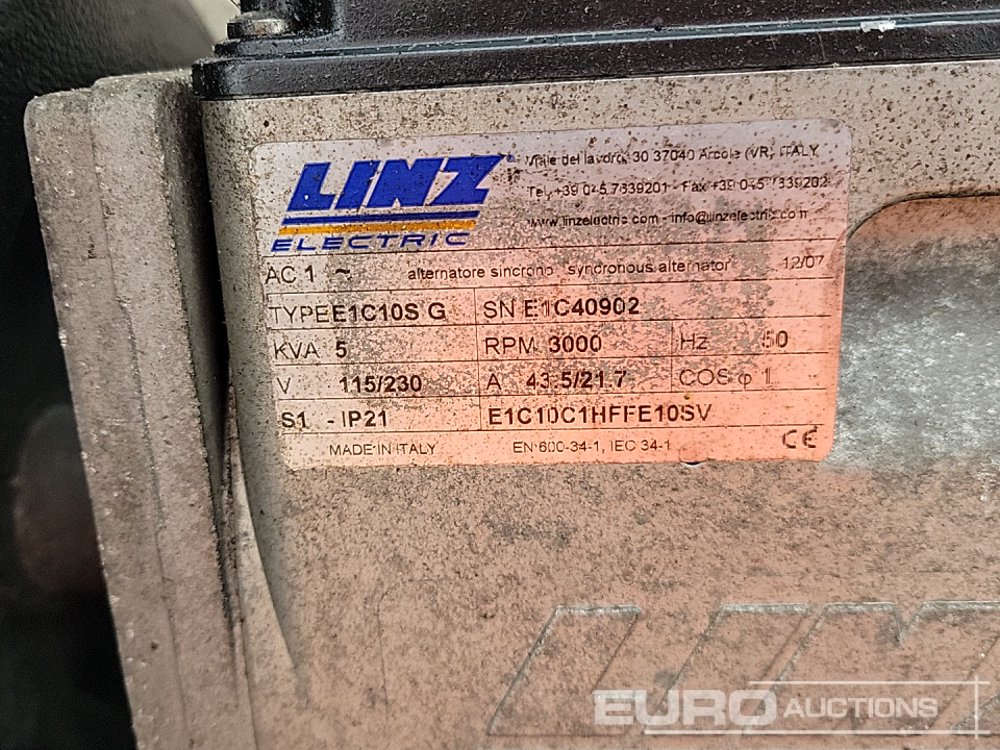 LINZ
ELECTRIC
Viale del lavoro, 30 37040 Arcole (VR) ITALY
Tel. +39 045 7639201 - Fax +39 045 7639202
www.linzelectric.com - info@linzelectric.com
AC 1 ~ alternatore sincrono syncronous alternator 12/07
TYPE E1C10S G SN E1C40902
KVA 5 RPM 3000 Hz 50
V 115/230 A 43.5/21.7 COS φ 1
S1 - IP21 E1C10C1HFFE10SV
MADE IN ITALY EN 600-34-1, IEC 34-1 CE
EURO AUCTIONS